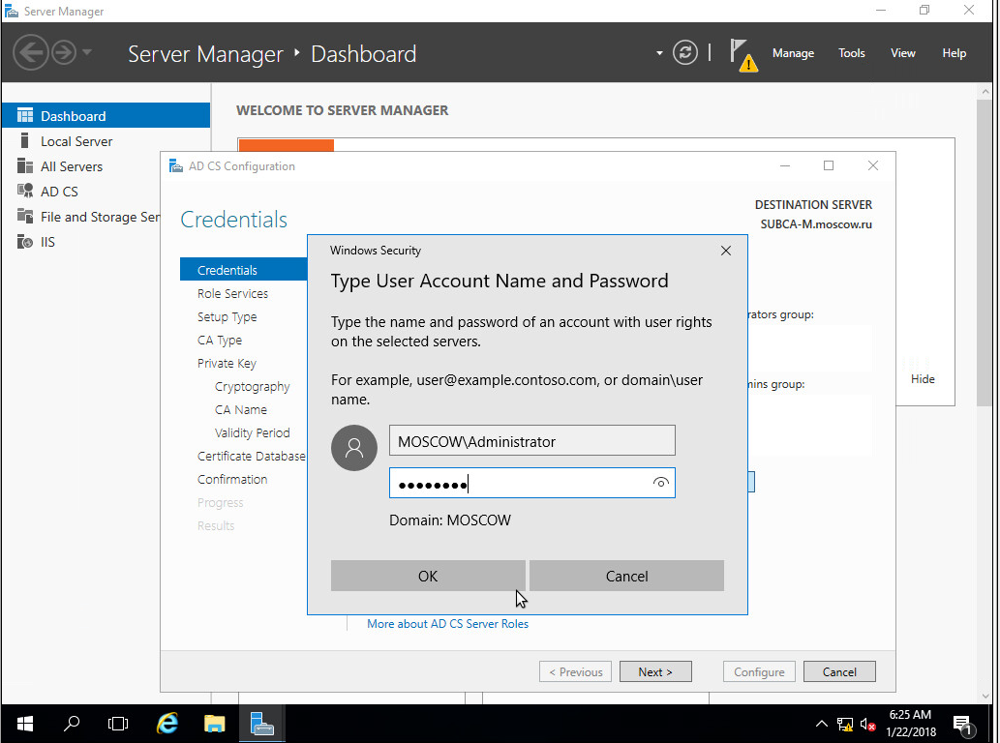 Server Manager
Server Manager ‣ Dashboard
Manage
Tools
View
Help
Dashboard
Local Server
All Servers
AD CS
File and Storage Ser
IIS
WELCOME TO SERVER MANAGER
Hide
AD CS Configuration
Credentials
DESTINATION SERVER
SUBCA-M.moscow.ru
Credentials
Role Services
Setup Type
CA Type
Private Key
Cryptography
CA Name
Validity Period
Certificate Database
Confirmation
Progress
Results
rators group:
mins group:
Windows Security
Type User Account Name and Password
Type the name and password of an account with user rights
on the selected servers.
For example, user@example.contoso.com, or domain\user
name.
MOSCOW\Administrator
●●●●●●●●
Domain: MOSCOW
OK
Cancel
More about AD CS Server Roles
< Previous
Next >
Configure
Cancel
6:25 AM
1/22/2018
1